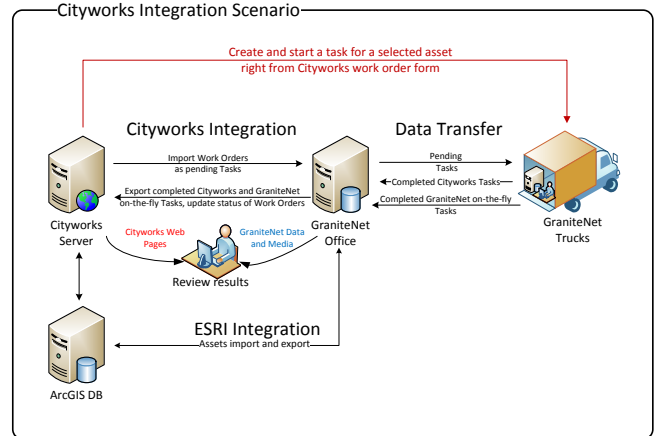 Cityworks Integration Scenario
Create and start a task for a selected asset
right from Cityworks work order form
Cityworks Integration
Data Transfer
Import Work Orders
as pending Tasks
Pending
Tasks
Export completed Cityworks and GraniteNet
on-the-fly Tasks, update status of Work Orders
Completed Cityworks Tasks
Completed GraniteNet on-the-fly
Tasks
Cityworks
Server
GraniteNet
Office
GraniteNet
Trucks
Cityworks Web
Pages
GraniteNet Data
and Media
Review results
ESRI Integration
Assets import and export
ArcGIS DB